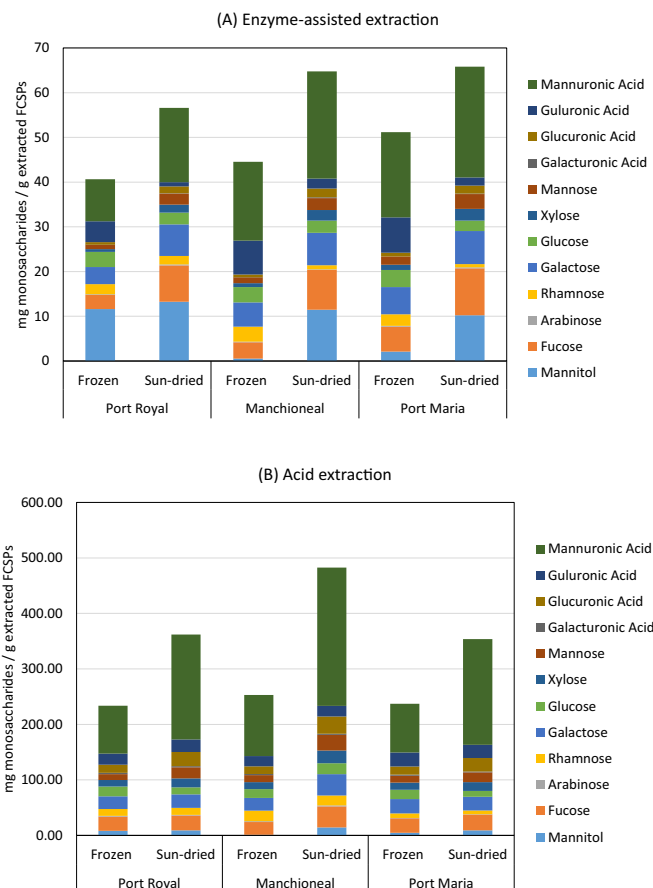 (A) Enzyme-assisted extraction
mg monosaccharides / g extracted FCSPs
70
60
50
40
30
20
10
0
Frozen Sun-dried Frozen Sun-dried Frozen Sun-dried
Port Royal Manchioneal Port Maria
Mannuronic Acid
Guluronic Acid
Glucuronic Acid
Galacturonic Acid
Mannose
Xylose
Glucose
Galactose
Rhamnose
Arabinose
Fucose
Mannitol
(B) Acid extraction
mg monosaccharides / g extracted FCSPs
600.00
500.00
400.00
300.00
200.00
100.00
0.00
Frozen Sun-dried Frozen Sun-dried Frozen Sun-dried
Port Royal Manchioneal Port Maria
Mannuronic Acid
Guluronic Acid
Glucuronic Acid
Galacturonic Acid
Mannose
Xylose
Glucose
Galactose
Rhamnose
Arabinose
Fucose
Mannitol